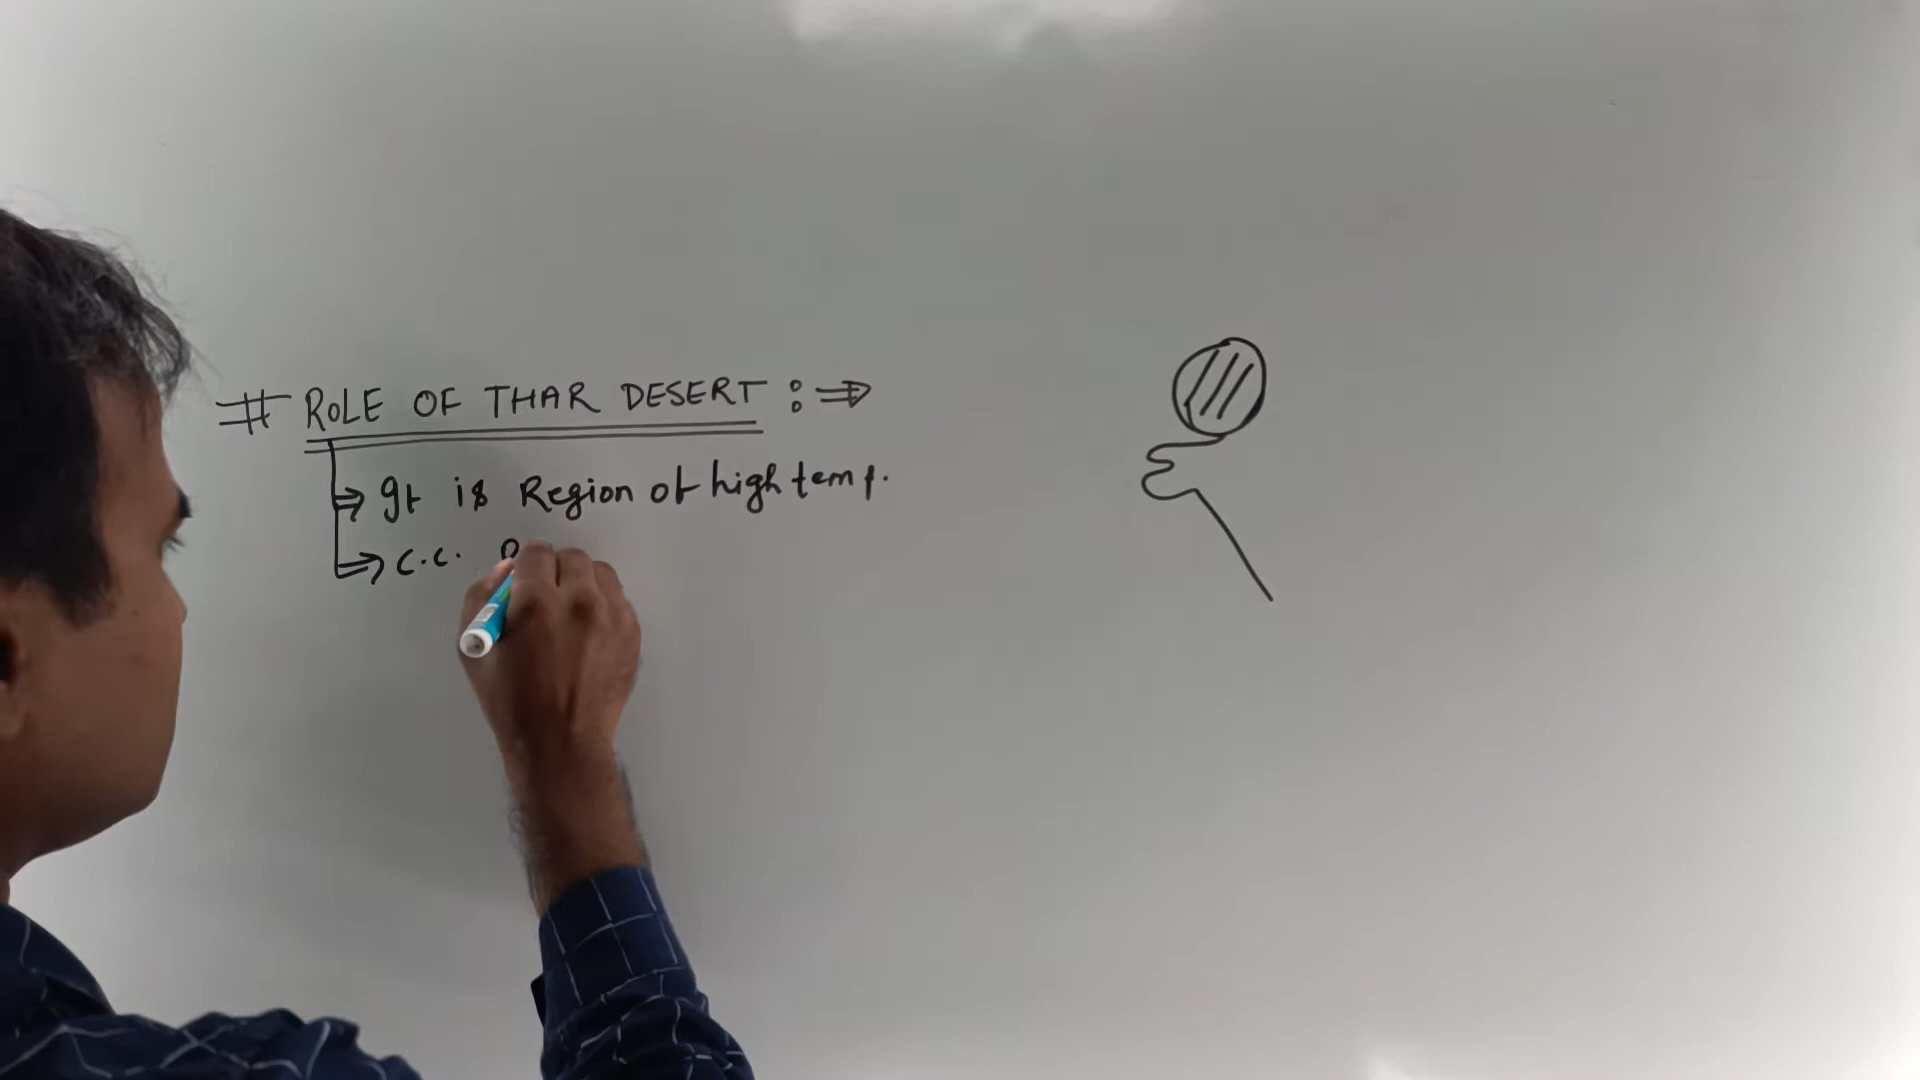 # ROLE OF THAR DESERT :⇒
⇒ It is Region of high temp.
⇒ C.C.